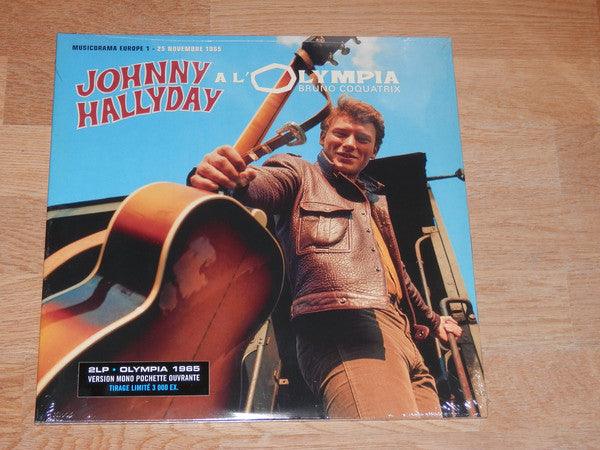 MUSICORAMA EUROPE 1 - 25 NOVEMBRE 1965
JOHNNY HALLYDAY A L'OLYMPIA
BRUNO COQUATRIX
2LP • OLYMPIA 1965
VERSION MONO POCHETTE OUVRANTE
TIRAGE LIMITÉ 3 000 EX.